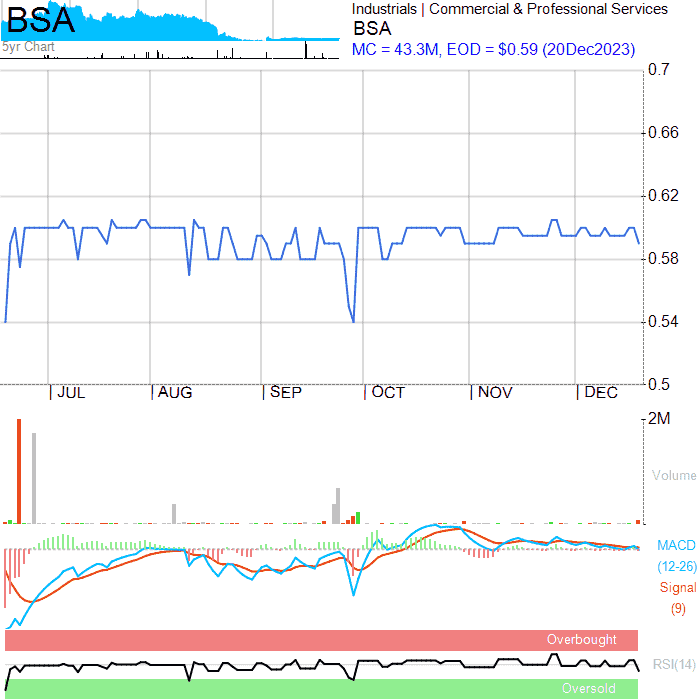 BSA
5yr Chart
Industrials | Commercial & Professional Services
BSA
MC = 43.3M, EOD = $0.59 (20Dec2023)
0.7
0.66
0.62
0.58
0.54
0.5
JUL AUG SEP OCT NOV DEC
2M
Volume
MACD
(12-26)
Signal
(9)
Overbought
RSI(14)
Oversold